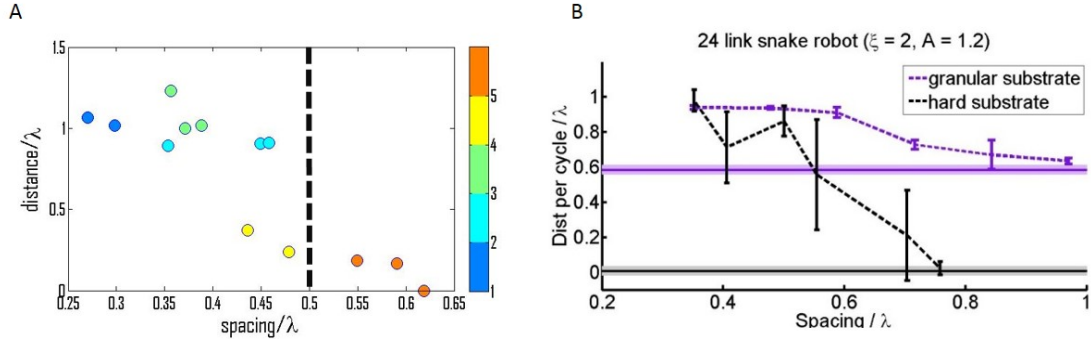 A
1.5
1
0.5
0
distance/λ
0.25 0.3 0.35 0.4 0.45 0.5 0.55 0.6 0.65
spacing/λ
5
4
3
2
1
B
24 link snake robot (ξ = 2, A = 1.2)
granular substrate
hard substrate
1
0.8
0.6
0.4
0.2
0
Dist per cycle / λ
0.2 0.4 0.6 0.8 1
Spacing / λ